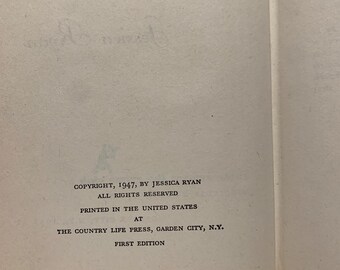 COPYRIGHT, 1947, BY JESSICA RYAN
ALL RIGHTS RESERVED
PRINTED IN THE UNITED STATES
AT
THE COUNTRY LIFE PRESS, GARDEN CITY, N.Y.
FIRST EDITION